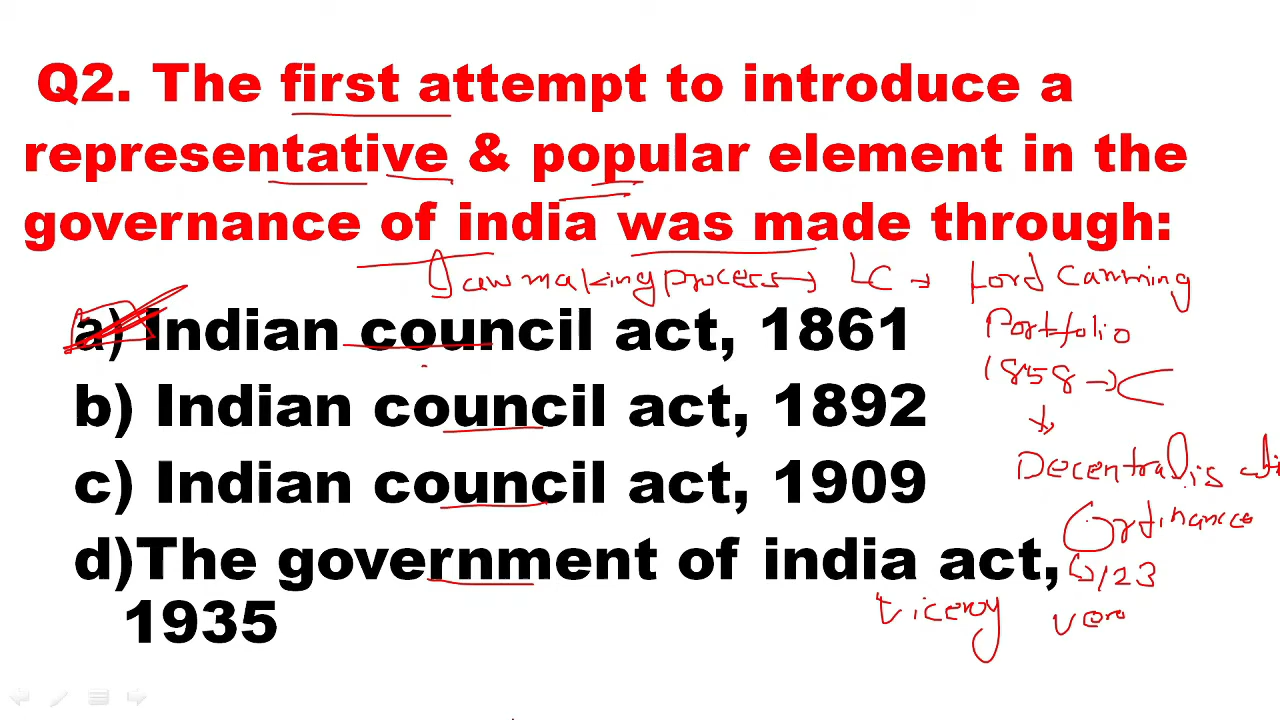 Q2. The first attempt to introduce a
representative & popular element in the
governance of india was made through:
Law making process → LC → Lord Canning
a) Indian council act, 1861
Portfolio
1858 → C
b) Indian council act, 1892
Decentralisati
c) Indian council act, 1909
Ordinance
d)The government of india act,
123
1935
Viceroy